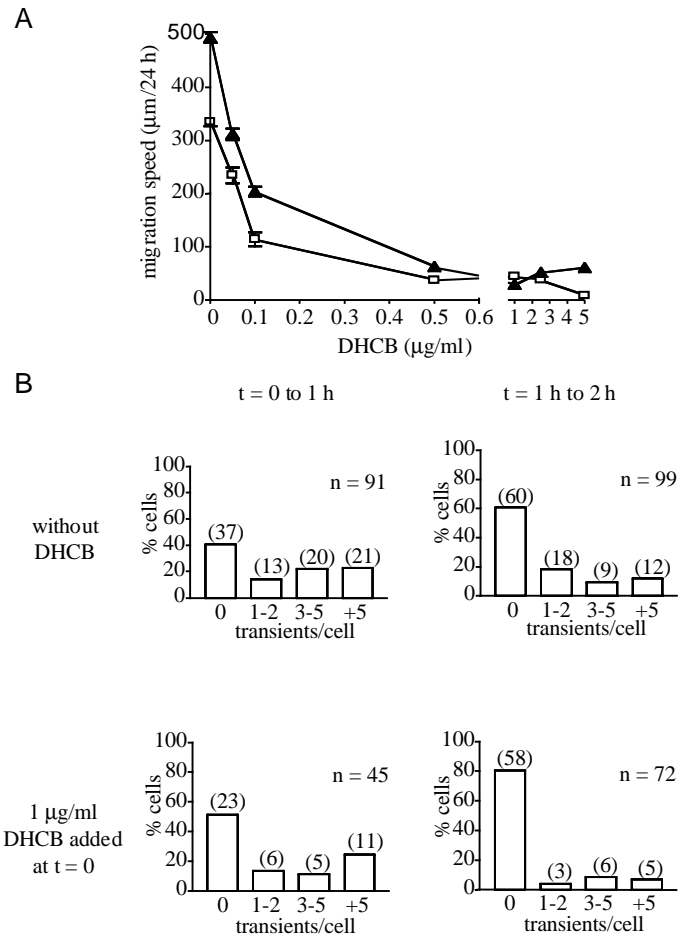 A
migration speed (μm/24 h)
500
400
300
200
100
0
0 0.1 0.2 0.3 0.4 0.5 0.6 1 2 3 4 5
DHCB (μg/ml)
B
t = 0 to 1 h
t = 1 h to 2 h
without
DHCB
% cells
100
80
60
40
20
0
n = 91
(37) (13) (20) (21)
0 1-2 3-5 +5
transients/cell
% cells
100
80
60
40
20
0
n = 99
(60) (18) (9) (12)
0 1-2 3-5 +5
transients/cell
1 μg/ml
DHCB added
at t = 0
% cells
100
80
60
40
20
0
n = 45
(23) (6) (5) (11)
0 1-2 3-5 +5
transients/cell
% cells
100
80
60
40
20
0
n = 72
(58) (3) (6) (5)
0 1-2 3-5 +5
transients/cell